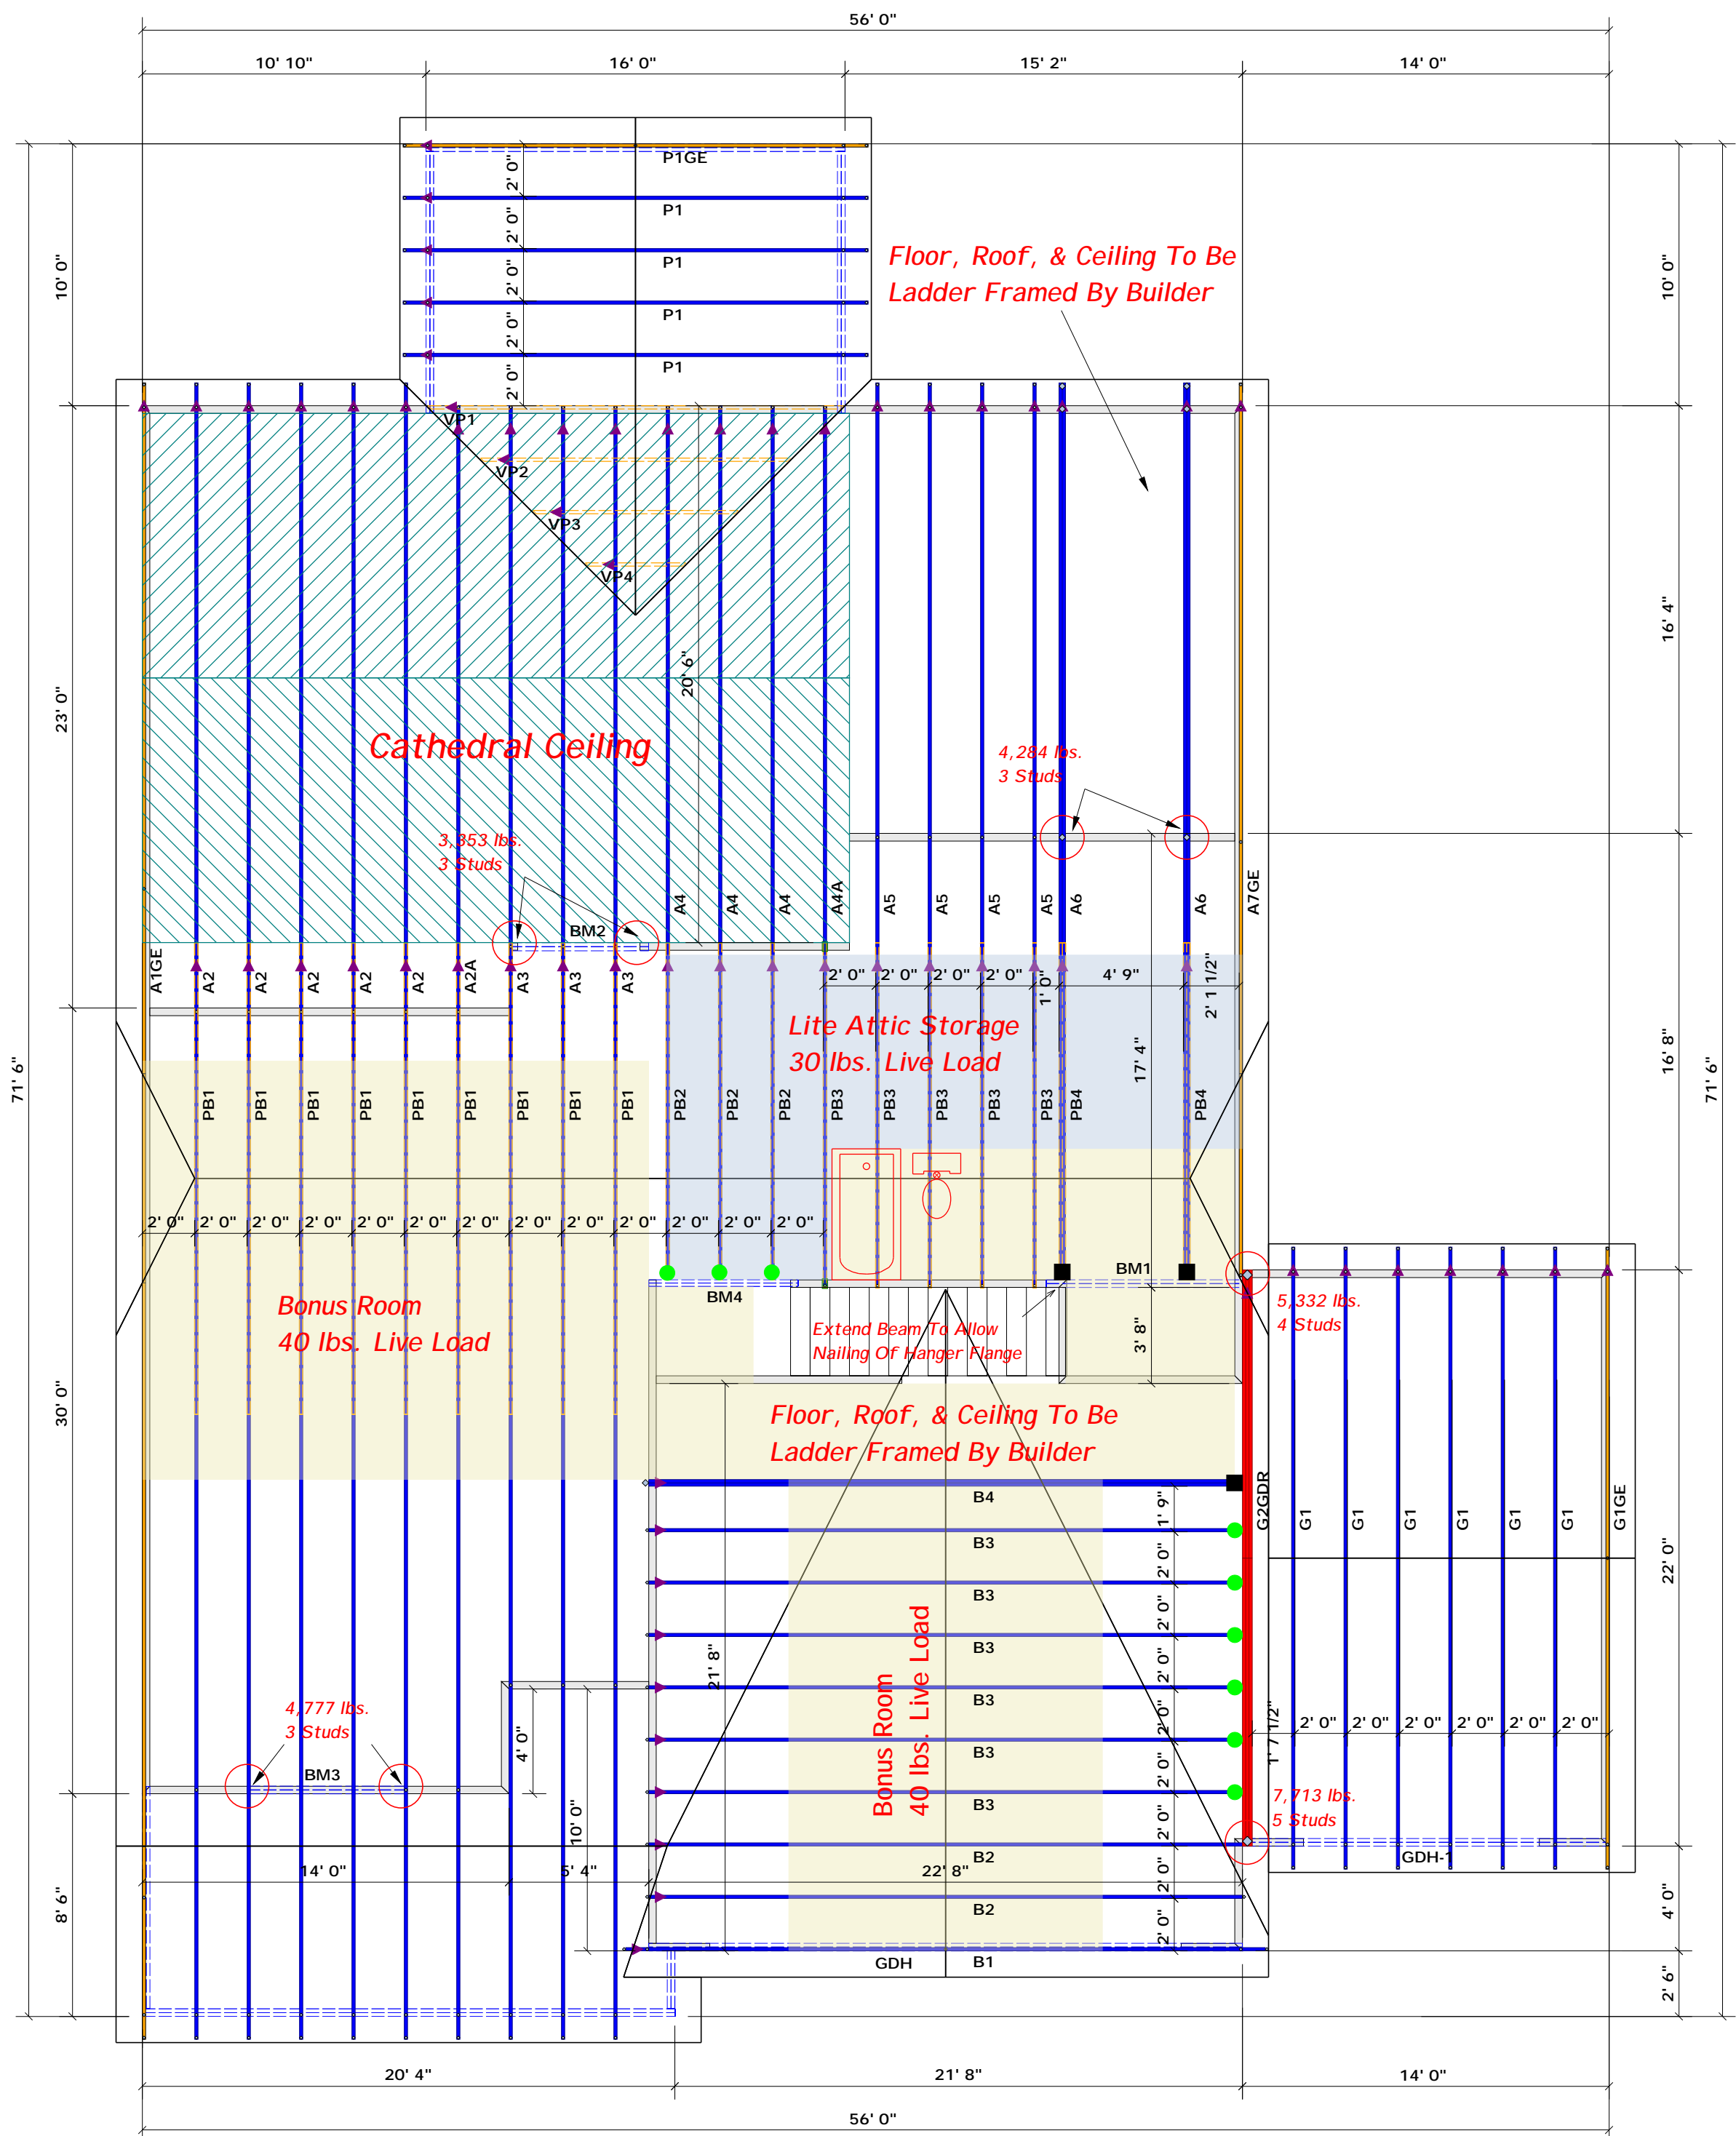 56' 0"
10' 10"
16' 0"
15' 2"
14' 0"
P1GE
2' 0"
P1
2' 0"
P1
2' 0"
P1
2' 0"
P1
2' 0"
10' 0"
10' 0"
Floor, Roof, & Ceiling To Be
Ladder Framed By Builder
VP1
VP2
VP3
VP4
23' 0"
20' 6"
16' 4"
Cathedral Ceiling
4,284 lbs.
3 Studs
3,353 lbs.
3 Studs
BM2
A1GE
A2
A2
A2
A2
A2
A2A
A3
A3
A3
A4
A4
A4
A4A
A5
A5
A5
A5
A6
A6
A7GE
2' 0"
2' 0"
2' 0"
2' 0"
1' 0"
4' 9"
2' 1 1/2"
Lite Attic Storage
30 lbs. Live Load
17' 4"
16' 8"
71' 6"
71' 6"
PB1
PB1
PB1
PB1
PB1
PB1
PB1
PB1
PB1
PB2
PB2
PB2
PB3
PB3
PB3
PB3
PB3
PB4
PB4
2' 0"
2' 0"
2' 0"
2' 0"
2' 0"
2' 0"
2' 0"
2' 0"
2' 0"
2' 0"
2' 0"
2' 0"
2' 0"
BM4
BM1
Bonus Room
40 lbs. Live Load
Extend Beam To Allow
Nailing Of Hanger Flange
3' 8"
5,332 lbs.
4 Studs
30' 0"
Floor, Roof, & Ceiling To Be
Ladder Framed By Builder
B4
1' 9"
B3
2' 0"
B3
2' 0"
B3
2' 0"
B3
2' 0"
B3
2' 0"
B3
2' 0"
B2
2' 0"
B2
2' 0"
B1
GDH
G2GDR
G1
G1
G1
G1
G1
G1
G1GE
22' 0"
Bonus Room
40 lbs. Live Load
21' 8"
4,777 lbs.
3 Studs
BM3
4' 0"
10' 0"
1' 7 1/2"
2' 0"
2' 0"
2' 0"
2' 0"
2' 0"
2' 0"
7,713 lbs.
5 Studs
GDH-1
14' 0"
5' 4"
22' 8"
8' 6"
4' 0"
2' 6"
20' 4"
21' 8"
14' 0"
56' 0"